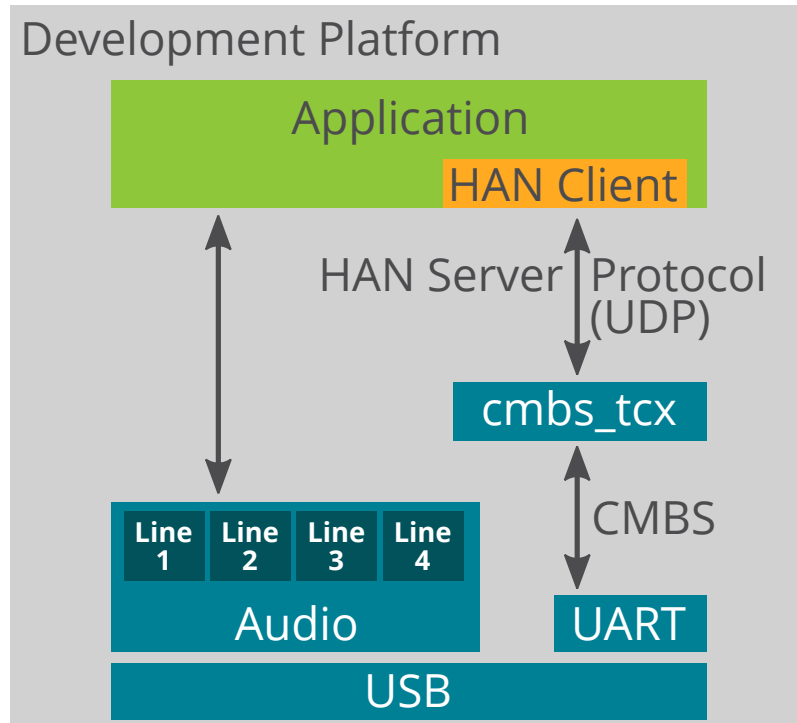 Development Platform
Application
HAN Client
HAN Server Protocol
(UDP)
cmbs_tcx
CMBS
Line Line Line Line
1 2 3 4
Audio
UART
USB